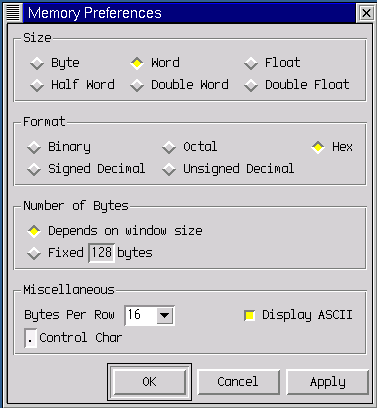 Memory Preferences
Size
Byte Word Float
Half Word Double Word Double Float
Format
Binary Octal Hex
Signed Decimal Unsigned Decimal
Number of Bytes
Depends on window size
Fixed 128 bytes
Miscellaneous
Bytes Per Row 16 Display ASCII
. Control Char
OK Cancel Apply